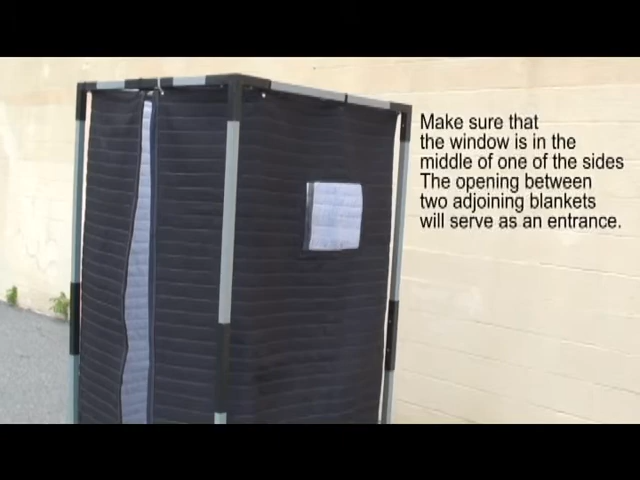 Make sure that
the window is in the
middle of one of the sides
The opening between
two adjoining blankets
will serve as an entrance.